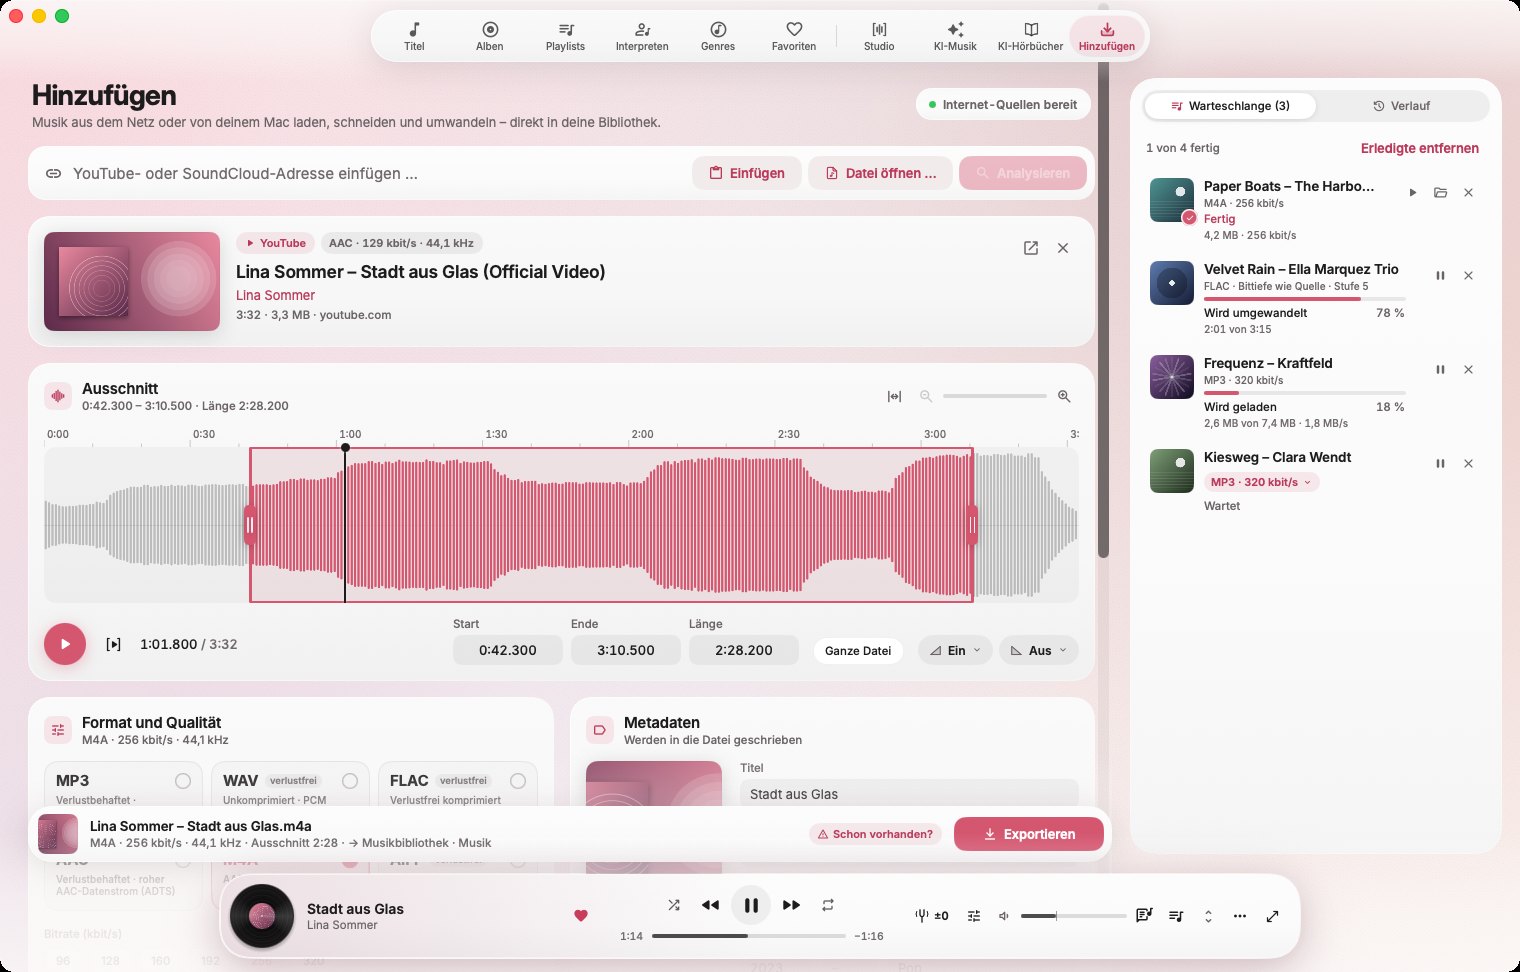 Titel
Alben
Playlists
Interpreten
Genres
Favoriten
Studio
KI-Musik
KI-Hörbücher
Hinzufügen
Hinzufügen
Musik aus dem Netz oder von deinem Mac laden, schneiden und umwandeln – direkt in deine Bibliothek.
Internet-Quellen bereit
YouTube- oder SoundCloud-Adresse einfügen ...
Einfügen
Datei öffnen ...
Analysieren
YouTube
AAC · 129 kbit/s · 44,1 kHz
Lina Sommer – Stadt aus Glas (Official Video)
Lina Sommer
3:32 · 3,3 MB · youtube.com
Ausschnitt
0:42.300 – 3:10.500 · Länge 2:28.200
0:00 0:30 1:00 1:30 2:00 2:30 3:00 3:
1:01.800 / 3:32
Start
0:42.300
Ende
3:10.500
Länge
2:28.200
Ganze Datei
Ein
Aus
Format und Qualität
M4A · 256 kbit/s · 44,1 kHz
MP3
Verlustbehaftet ·
WAV verlustfrei
Unkomprimiert · PCM
FLAC verlustfrei
Verlustfrei komprimiert
Verlustbehaftet · roher
AAC-Datenstrom (ADTS)
Bitrate (kbit/s)
96 128 160 192 256 320
Metadaten
Werden in die Datei geschrieben
Titel
Stadt aus Glas
2023
Pop
Lina Sommer – Stadt aus Glas.m4a
M4A · 256 kbit/s · 44,1 kHz · Ausschnitt 2:28 · → Musikbibliothek · Musik
Schon vorhanden?
Exportieren
Stadt aus Glas
Lina Sommer
1:14
−1:16
±0
Warteschlange (3)
Verlauf
1 von 4 fertig
Erledigte entfernen
Paper Boats – The Harbo...
M4A · 256 kbit/s
Fertig
4,2 MB · 256 kbit/s
Velvet Rain – Ella Marquez Trio
FLAC · Bittiefe wie Quelle · Stufe 5
Wird umgewandelt 78 %
2:01 von 3:15
Frequenz – Kraftfeld
MP3 · 320 kbit/s
Wird geladen 18 %
2,6 MB von 7,4 MB · 1,8 MB/s
Kiesweg – Clara Wendt
MP3 · 320 kbit/s
Wartet